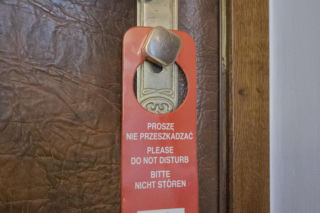 PROSZĘ
NIE PRZESZKADZAĆ
PLEASE
DO NOT DISTURB
BITTE
NICHT STÖREN